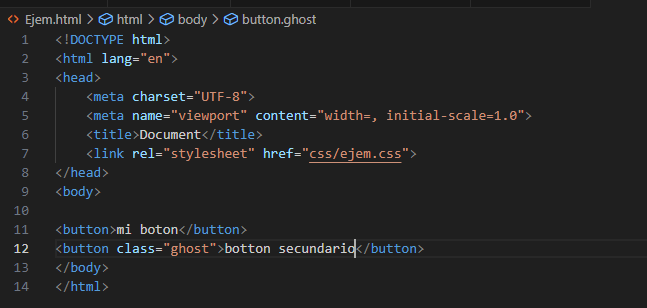 Ejem.html > html > body > button.ghost
1 <!DOCTYPE html>
2 <html lang="en">
3 <head>
4     <meta charset="UTF-8">
5     <meta name="viewport" content="width=, initial-scale=1.0">
6     <title>Document</title>
7     <link rel="stylesheet" href="css/ejem.css">
8 </head>
9 <body>
10
11 <button>mi boton</button>
12 <button class="ghost">botton secundario</button>
13 </body>
14 </html>